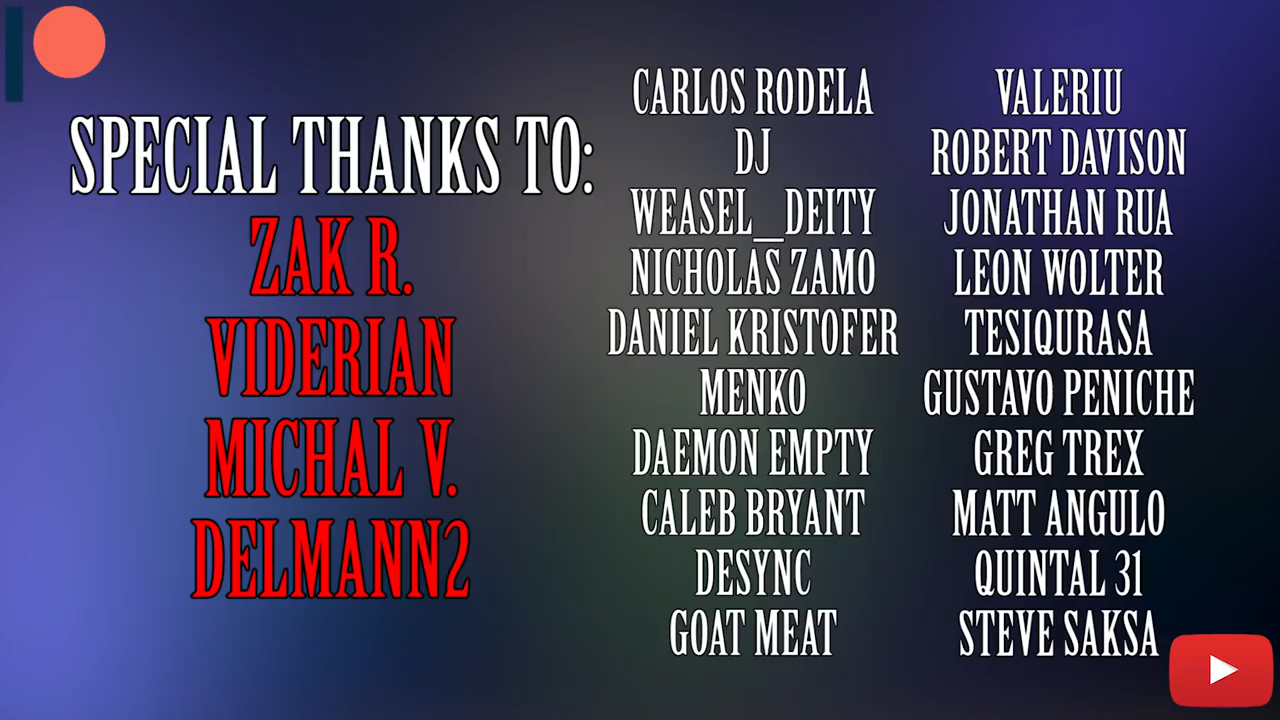 SPECIAL THANKS TO:
ZAK R.
VIDERIAN
MICHAL V.
DELMANN2
CARLOS RODELA
DJ
WEASEL_DEITY
NICHOLAS ZAMO
DANIEL KRISTOFER
MENKO
DAEMON EMPTY
CALEB BRYANT
DESYNC
GOAT MEAT
VALERIU
ROBERT DAVISON
JONATHAN RUA
LEON WOLTER
TESIQURASA
GUSTAVO PENICHE
GREG TREX
MATT ANGULO
QUINTAL 31
STEVE SAKSA